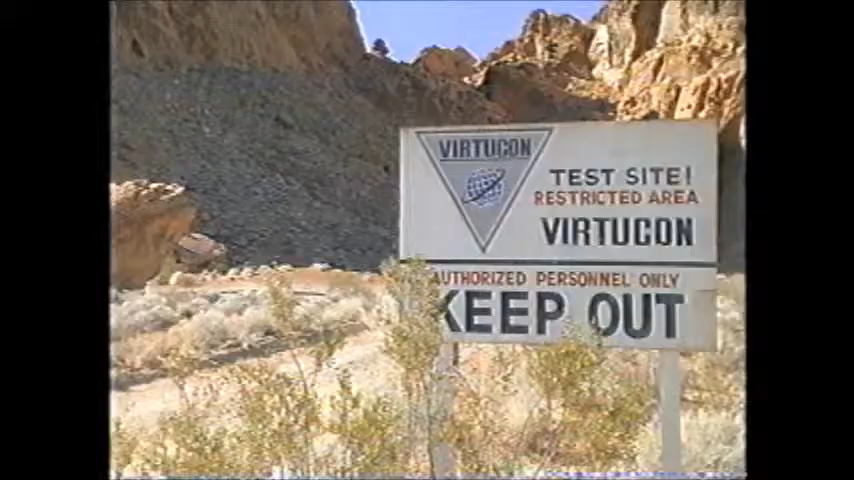 VIRTUCON
TEST SITE!
RESTRICTED AREA
VIRTUCON
AUTHORIZED PERSONNEL ONLY
KEEP OUT